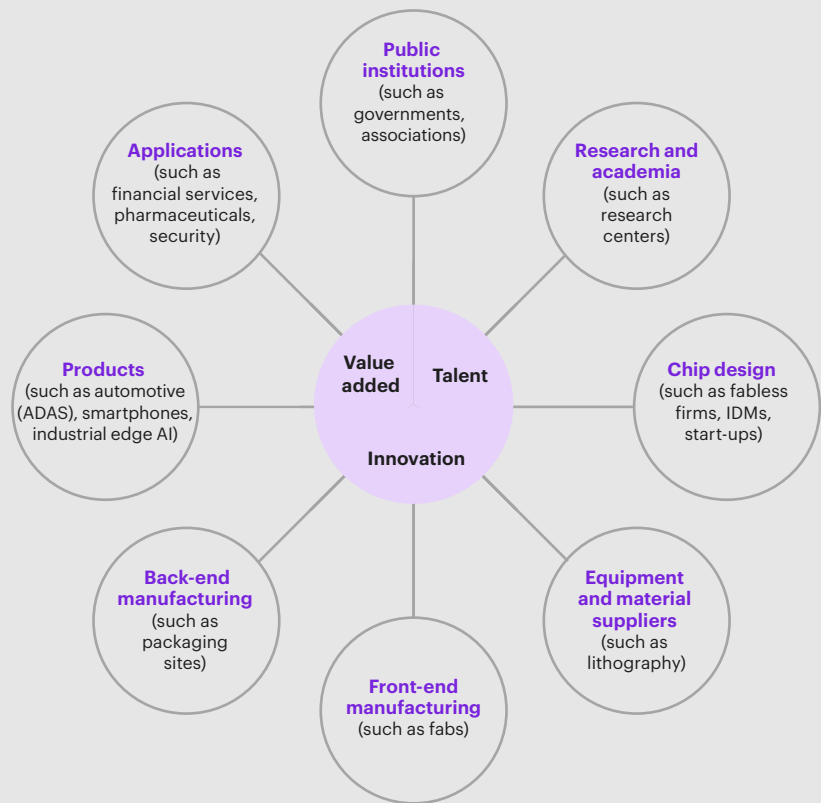 Public
institutions
(such as
governments,
associations)
Research and
academia
(such as
research
centers)
Chip design
(such as fabless
firms, IDMs,
start-ups)
Equipment
and material
suppliers
(such as
lithography)
Front-end
manufacturing
(such as fabs)
Back-end
manufacturing
(such as
packaging
sites)
Products
(such as automotive
(ADAS), smartphones,
industrial edge AI)
Applications
(such as
financial services,
pharmaceuticals,
security)
Value
added
Talent
Innovation